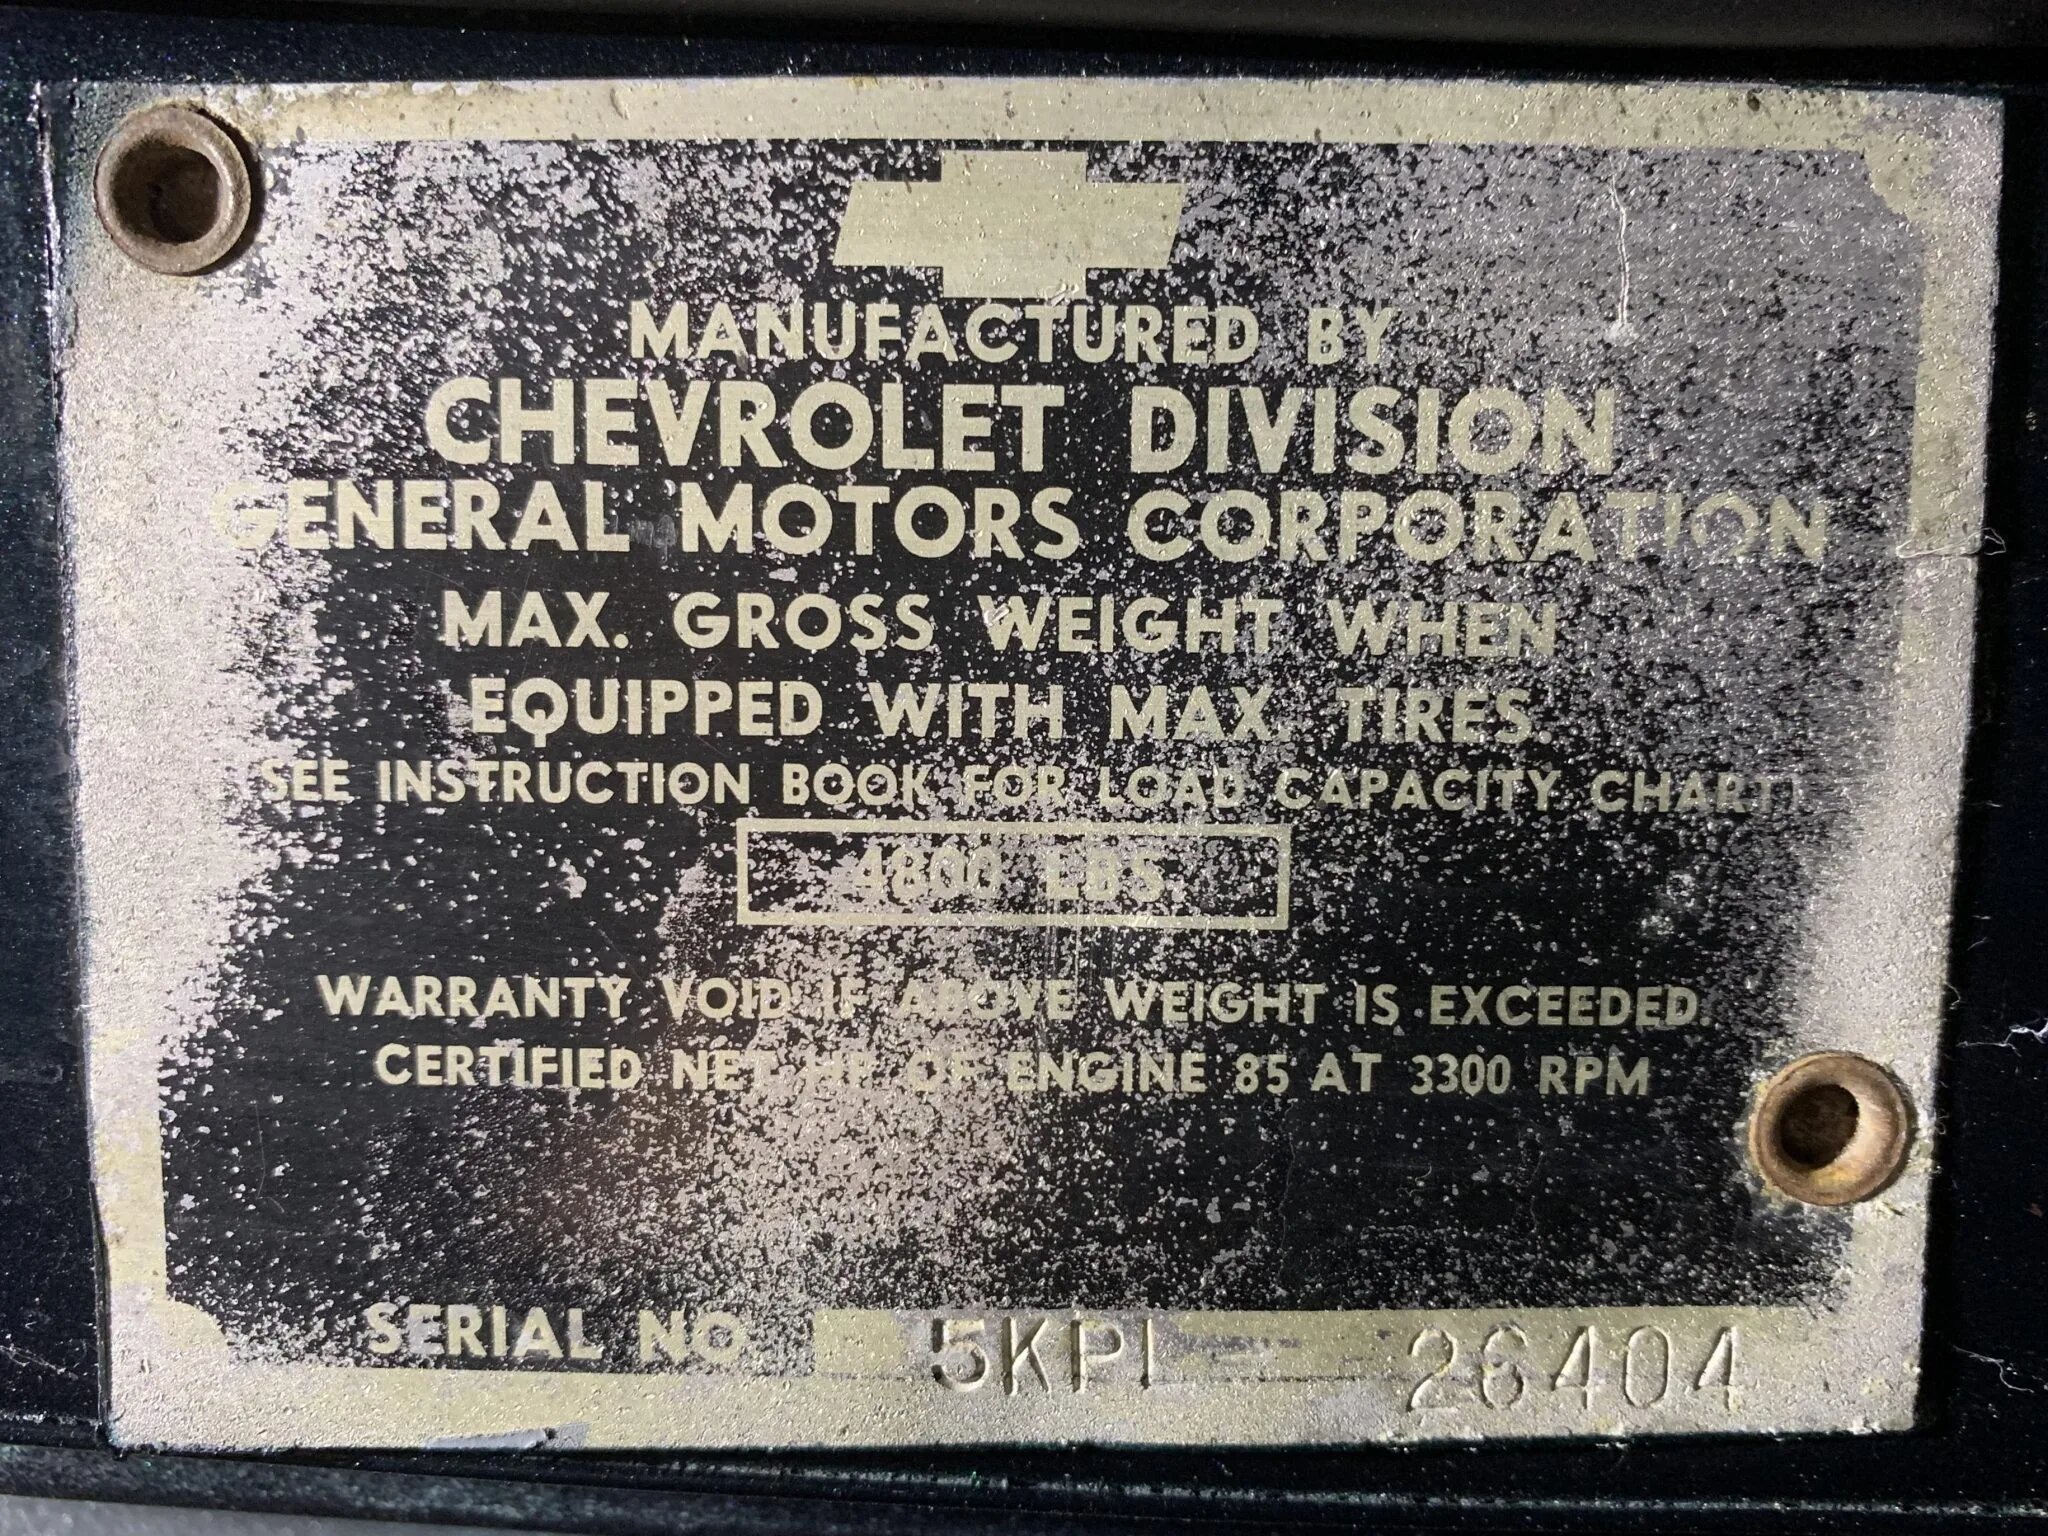 MANUFACTURED BY
CHEVROLET DIVISION
GENERAL MOTORS CORPORATION
MAX. GROSS WEIGHT WHEN
EQUIPPED WITH MAX. TIRES.
SEE INSTRUCTION BOOK FOR LOAD CAPACITY CHART)
4800 LBS.
WARRANTY VOID IF ABOVE WEIGHT IS EXCEEDED.
CERTIFIED NET HP OF ENGINE 85 AT 3300 RPM
SERIAL NO. 5KPI - 26404